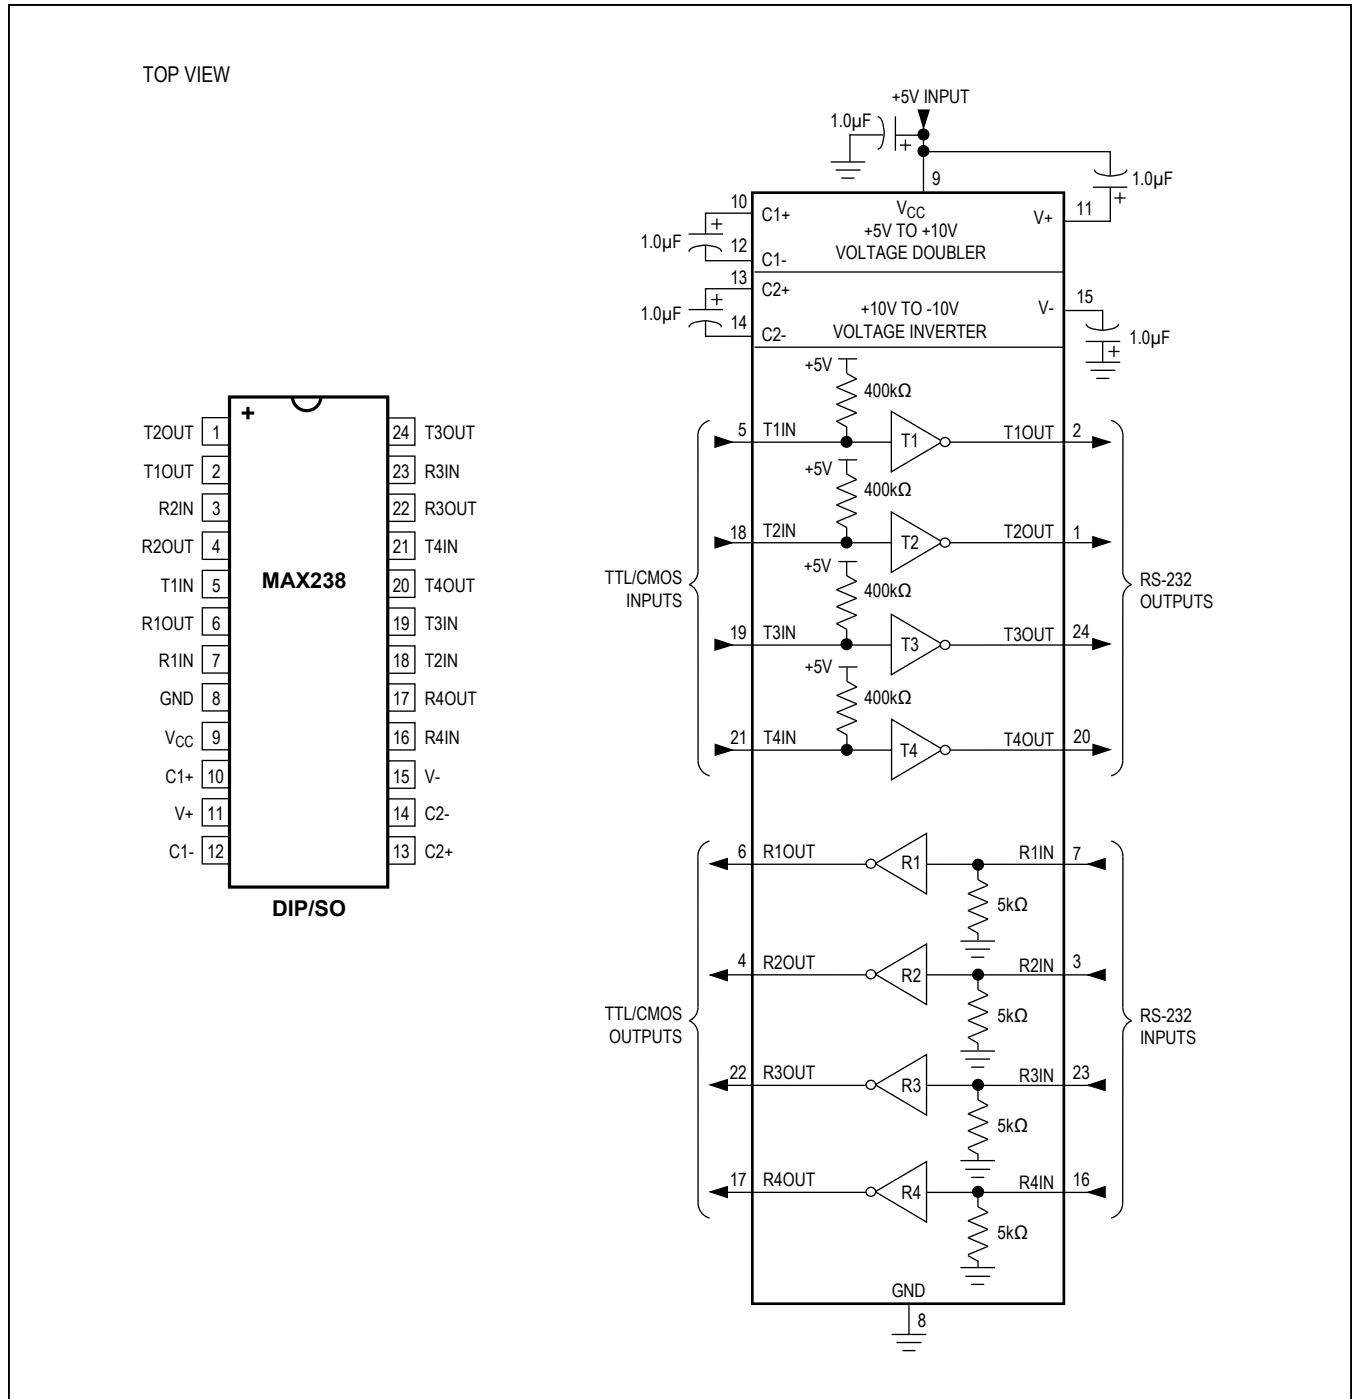 TOP VIEW
T2OUT 1
T1OUT 2
R2IN 3
R2OUT 4
T1IN 5
R1OUT 6
R1IN 7
GND 8
VCC 9
C1+ 10
V+ 11
C1- 12
+
MAX238
24 T3OUT
23 R3IN
22 R3OUT
21 T4IN
20 T4OUT
19 T3IN
18 T2IN
17 R4OUT
16 R4IN
15 V-
14 C2-
13 C2+
DIP/SO
+5V INPUT
1.0µF
+
9
1.0µF
+
10 C1+
VCC
+5V TO +10V
VOLTAGE DOUBLER
V+ 11
1.0µF
+
12 C1-
13 C2+
+10V TO -10V
VOLTAGE INVERTER
V- 15
1.0µF
+
14 C2-
1.0µF
+
+5V
400kΩ
5 T1IN T1 T1OUT 2
+5V
400kΩ
18 T2IN T2 T2OUT 1
TTL/CMOS
INPUTS
RS-232
OUTPUTS
+5V
400kΩ
19 T3IN T3 T3OUT 24
+5V
400kΩ
21 T4IN T4 T4OUT 20
6 R1OUT R1 R1IN 7
5kΩ
4 R2OUT R2 R2IN 3
5kΩ
TTL/CMOS
OUTPUTS
RS-232
INPUTS
22 R3OUT R3 R3IN 23
5kΩ
17 R4OUT R4 R4IN 16
5kΩ
GND
8